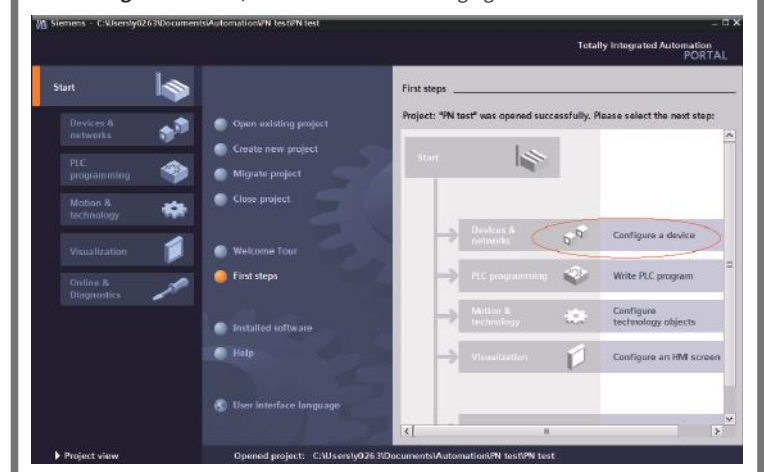 Siemens - C:\Users\y0263\Documents\Automation\PN test\PN test
Totally Integrated Automation
PORTAL
Start
Devices &
networks
PLC
programming
Motion &
technology
Visualization
Online &
Diagnostics
Open existing project
Create new project
Migrate project
Close project
Welcome Tour
First steps
Installed software
Help
User interface language
First steps
Project: "PN test" was opened successfully. Please select the next step:
Start
Devices &
networks
Configure a device
PLC programming
Write PLC program
Motion &
technology
Configure
technology objects
Visualization
Configure an HMI screen
Project view
Opened project: C:\Users\y0263\Documents\Automation\PN test\PN test